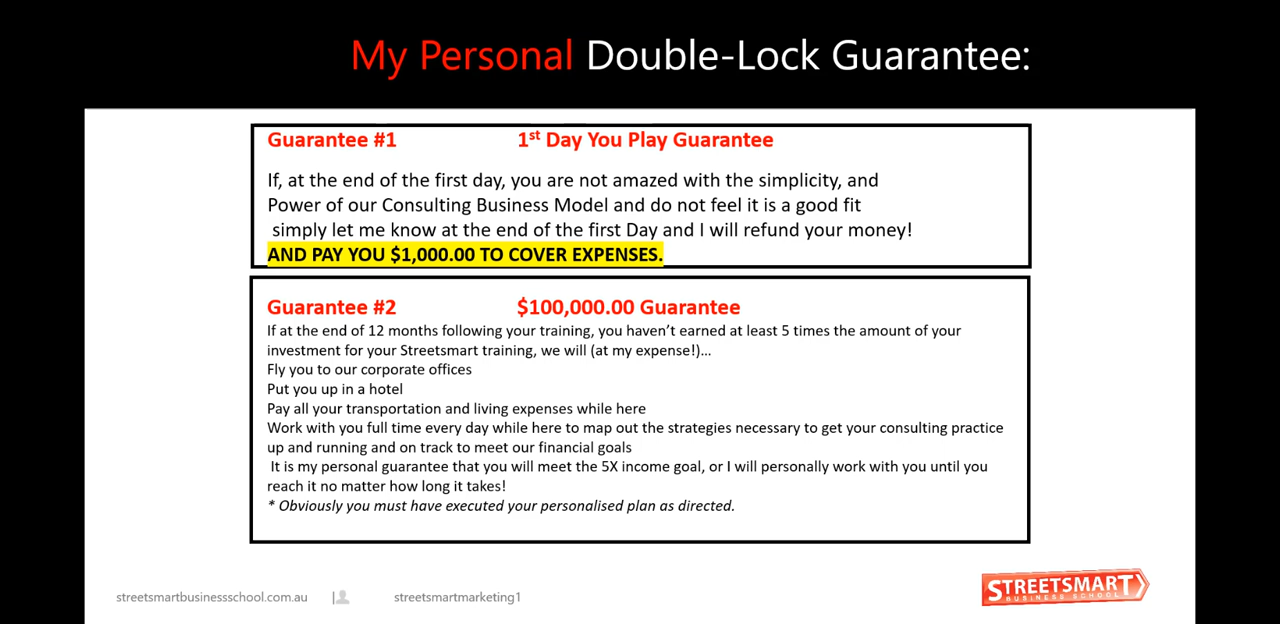 My Personal Double-Lock Guarantee:
Guarantee #1 1st Day You Play Guarantee
If, at the end of the first day, you are not amazed with the simplicity, and
Power of our Consulting Business Model and do not feel it is a good fit
simply let me know at the end of the first Day and I will refund your money!
AND PAY YOU $1,000.00 TO COVER EXPENSES.
Guarantee #2 $100,000.00 Guarantee
If at the end of 12 months following your training, you haven't earned at least 5 times the amount of your
investment for your Streetsmart training, we will (at my expense!)...
Fly you to our corporate offices
Put you up in a hotel
Pay all your transportation and living expenses while here
Work with you full time every day while here to map out the strategies necessary to get your consulting practice
up and running and on track to meet our financial goals
It is my personal guarantee that you will meet the 5X income goal, or I will personally work with you until you
reach it no matter how long it takes!
* Obviously you must have executed your personalised plan as directed.
streetsmartbusinessschool.com.au | streetsmartmarketing1
STREETSMART
BUSINESS SCHOOL